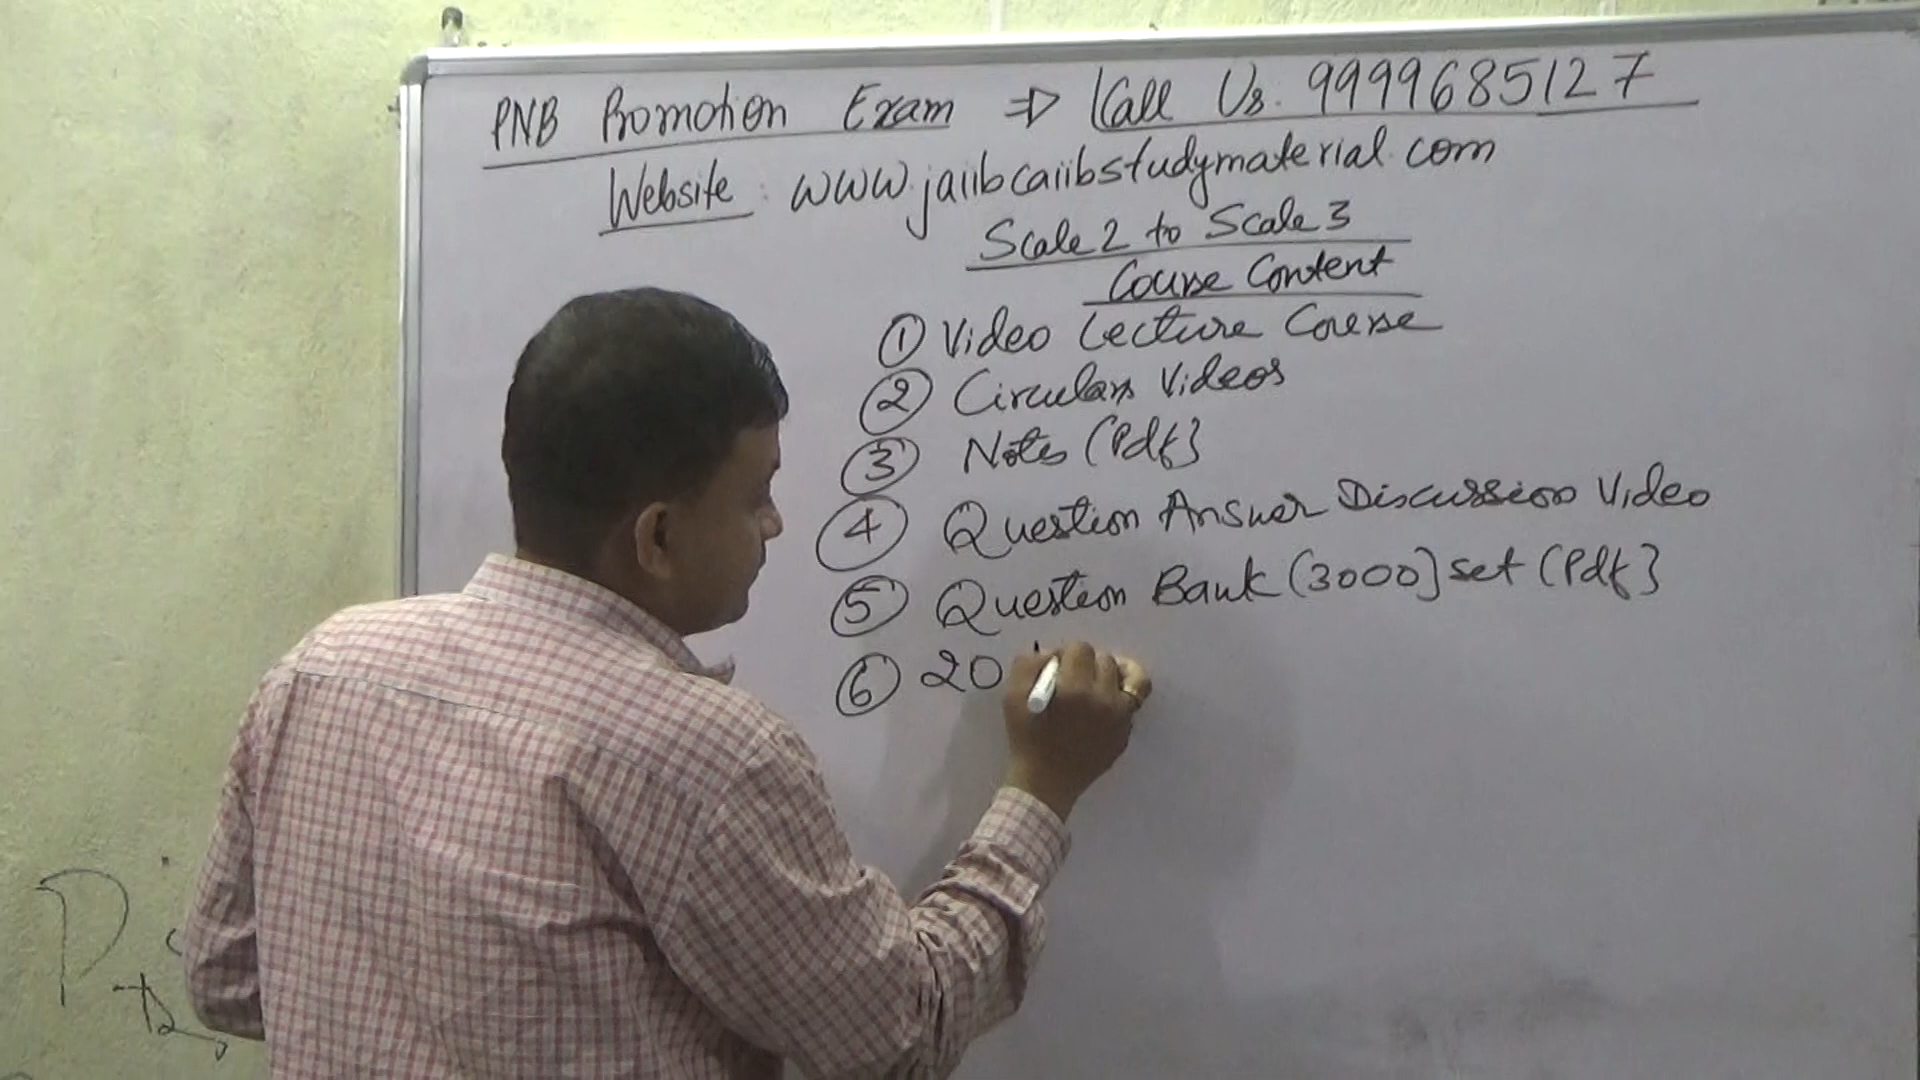 PNB Promotion Exam ⇒ Call Us. 9999685127
Website : www.jaiibcaiibstudymaterial.com
Scale 2 to Scale 3
Course Content
① Video Lecture Course
② Circulars Videos
③ Notes (Pdf}
④ Question Answer Discussion Video
⑤ Question Bank (3000] set (Pdf}
⑥ 20